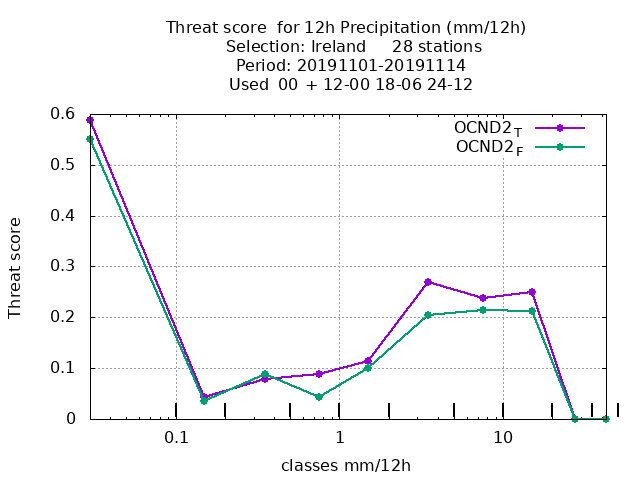 Threat score  for 12h Precipitation (mm/12h)
Selection: Ireland     28 stations
Period: 20191101-20191114
Used  00  + 12-00 18-06 24-12
OCND2T
OCND2F
0.6
0.5
0.4
0.3
0.2
0.1
0
Threat score
0.1 1 10
classes mm/12h